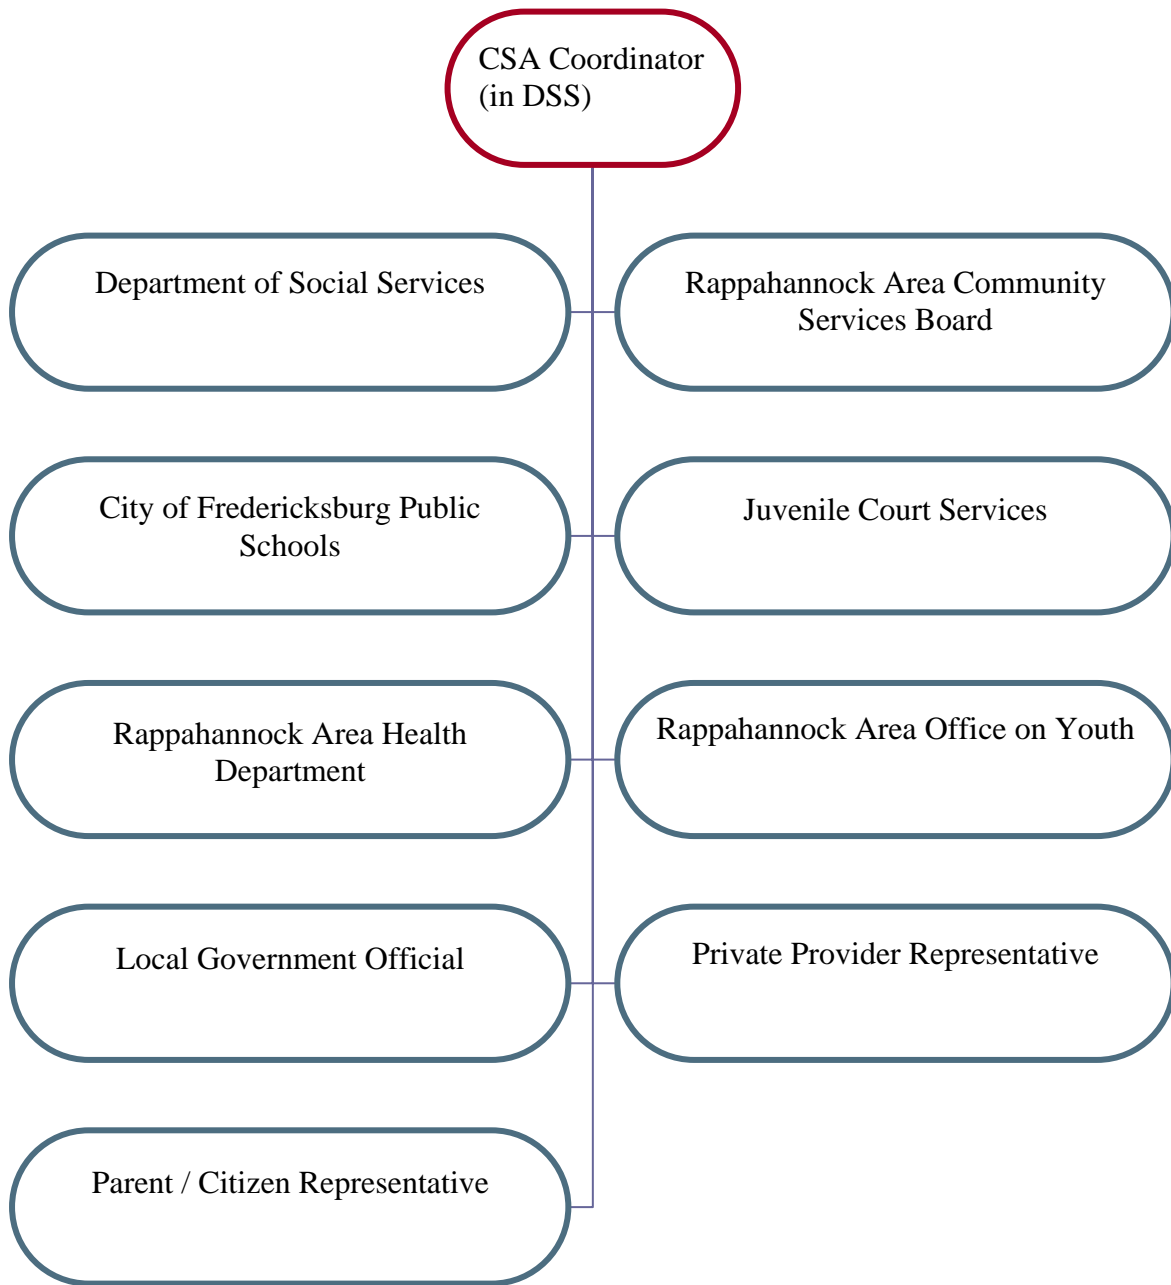 CSA Coordinator
(in DSS)
Department of Social Services
Rappahannock Area Community
Services Board
City of Fredericksburg Public
Schools
Juvenile Court Services
Rappahannock Area Health
Department
Rappahannock Area Office on Youth
Local Government Official
Private Provider Representative
Parent / Citizen Representative